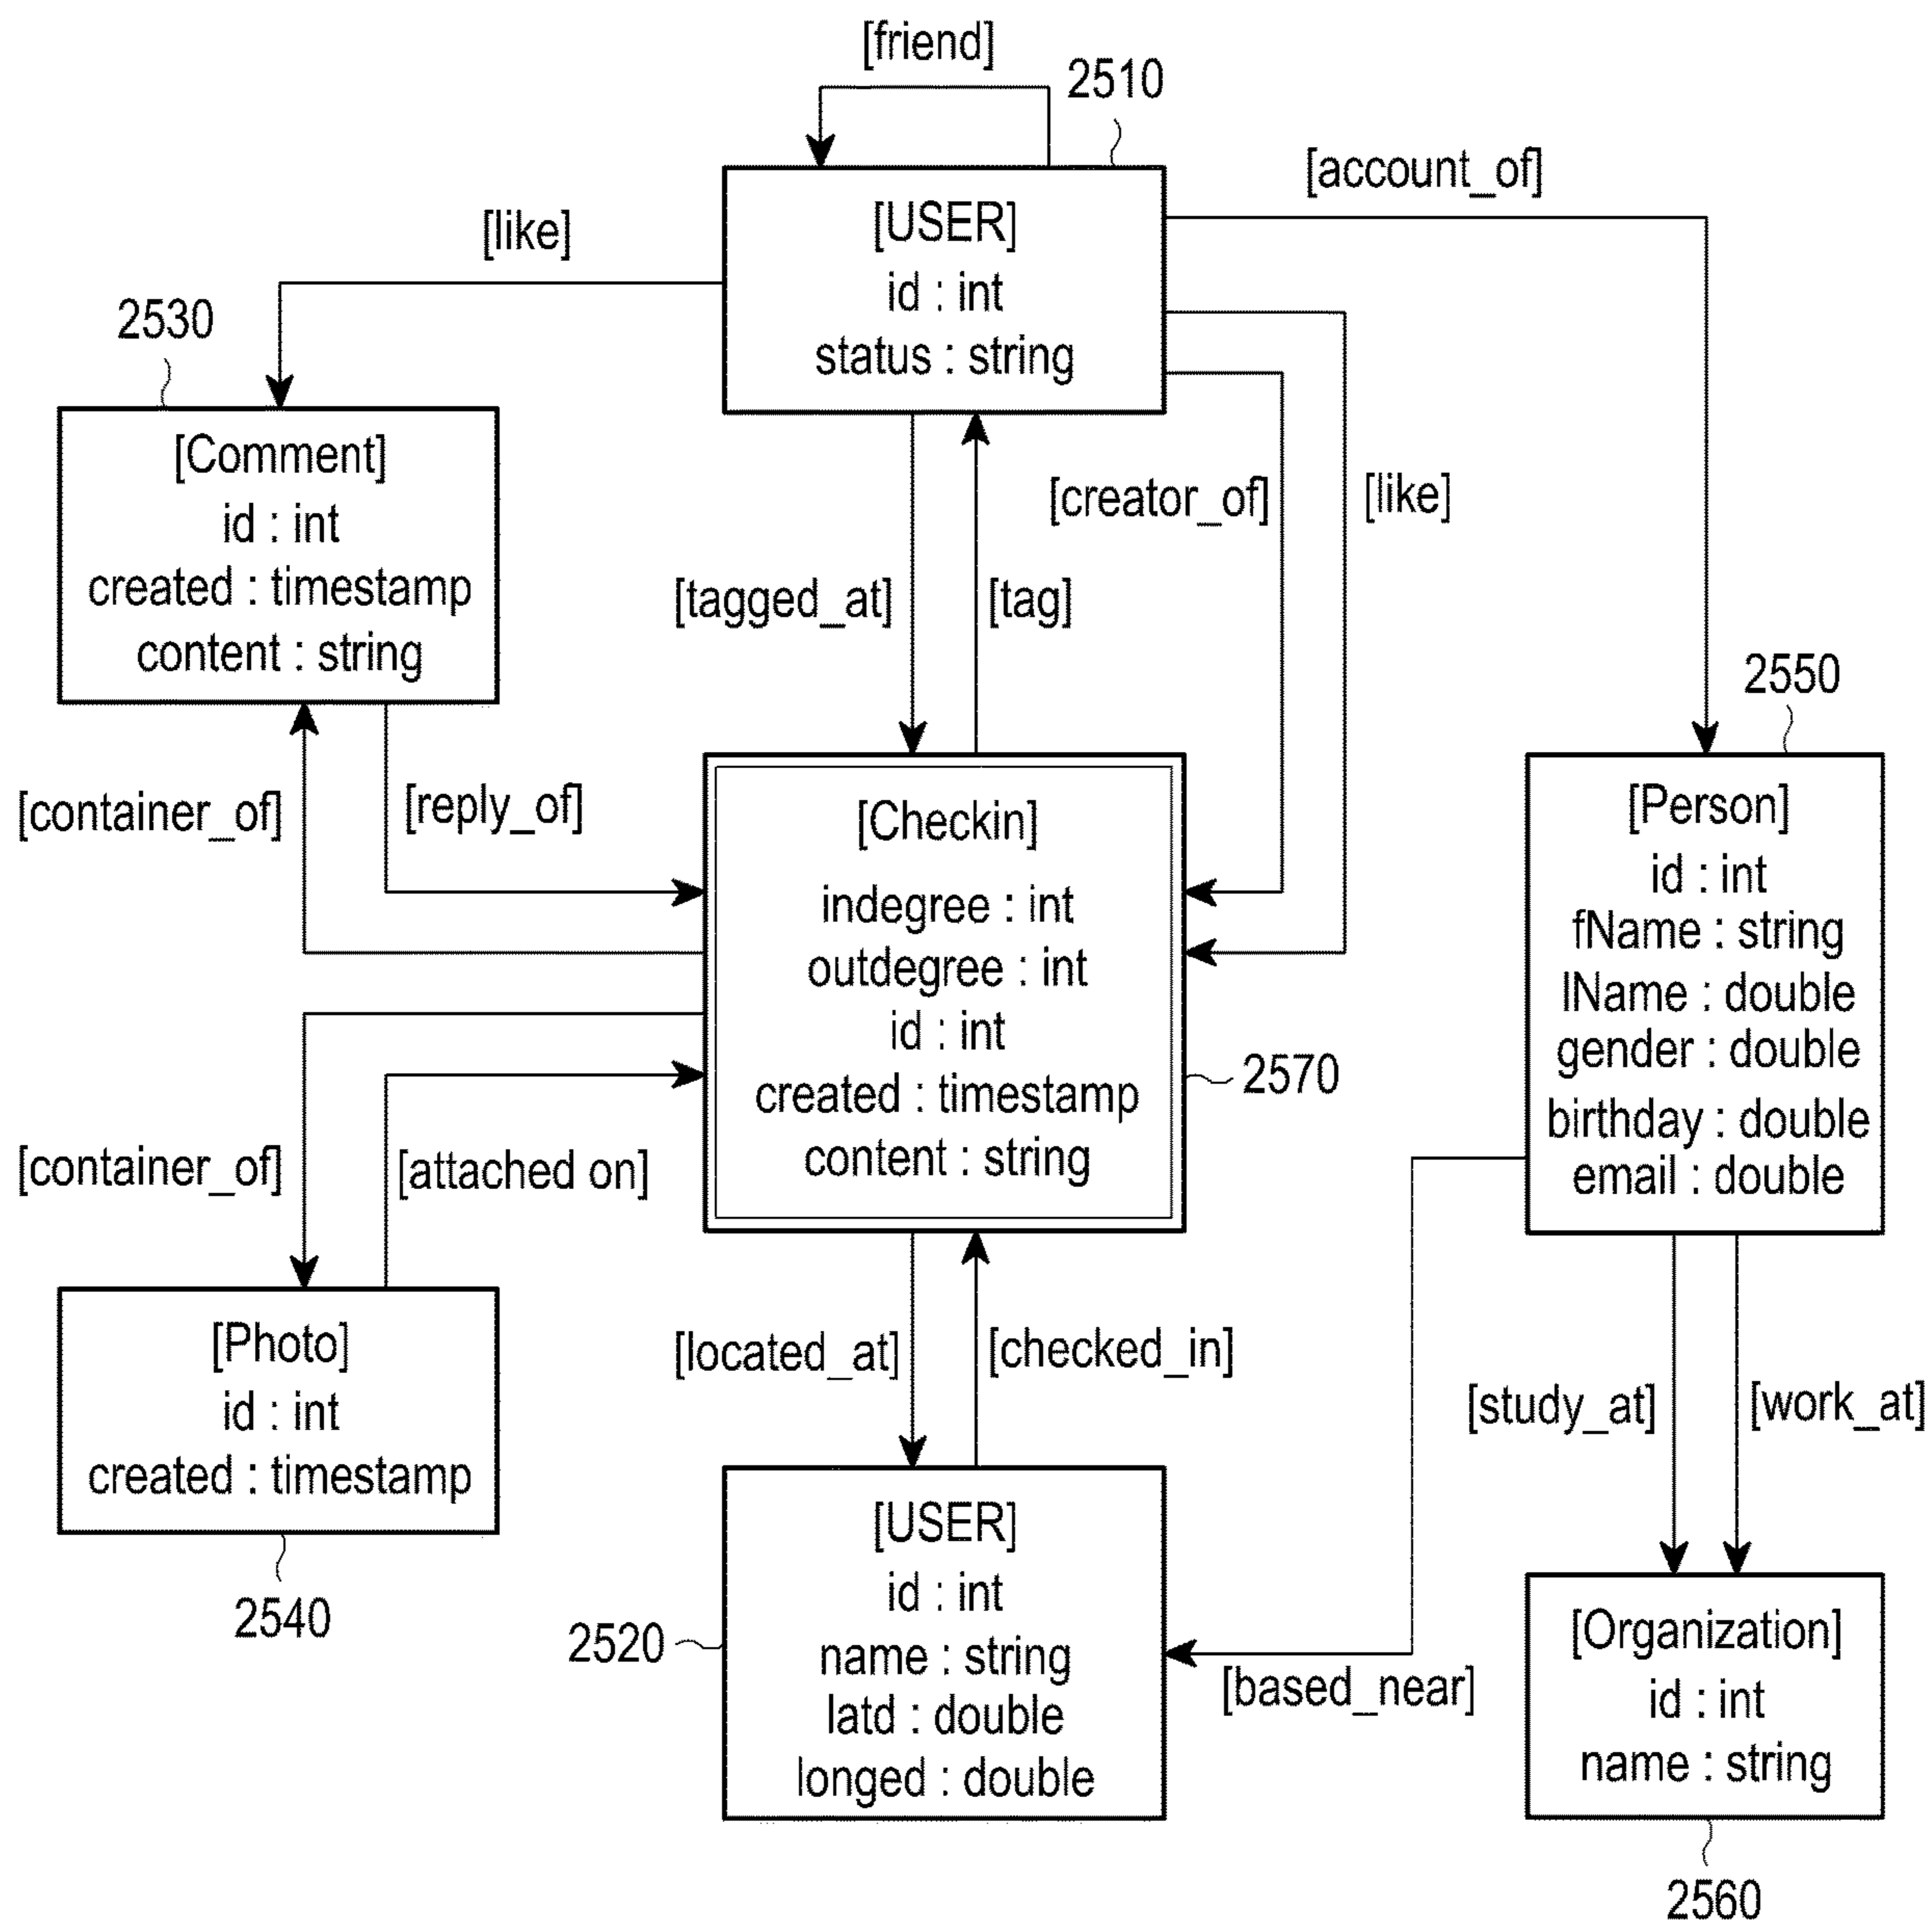 [friend]
2510
[account_of]
[USER]
id : int
status : string
[like]
2530
[Comment]
id : int
created : timestamp
content : string
[creator_of]
[like]
[tagged_at]
[tag]
2550
[container_of]
[reply_of]
[Checkin]
indegree : int
outdegree : int
id : int
created : timestamp
content : string
2570
[Person]
id : int
fName : string
lName : double
gender : double
birthday : double
email : double
[container_of]
[attached on]
[Photo]
id : int
created : timestamp
2540
[located_at]
[checked_in]
[study_at]
[work_at]
[USER]
id : int
name : string
latd : double
longed : double
2520
[based_near]
[Organization]
id : int
name : string
2560